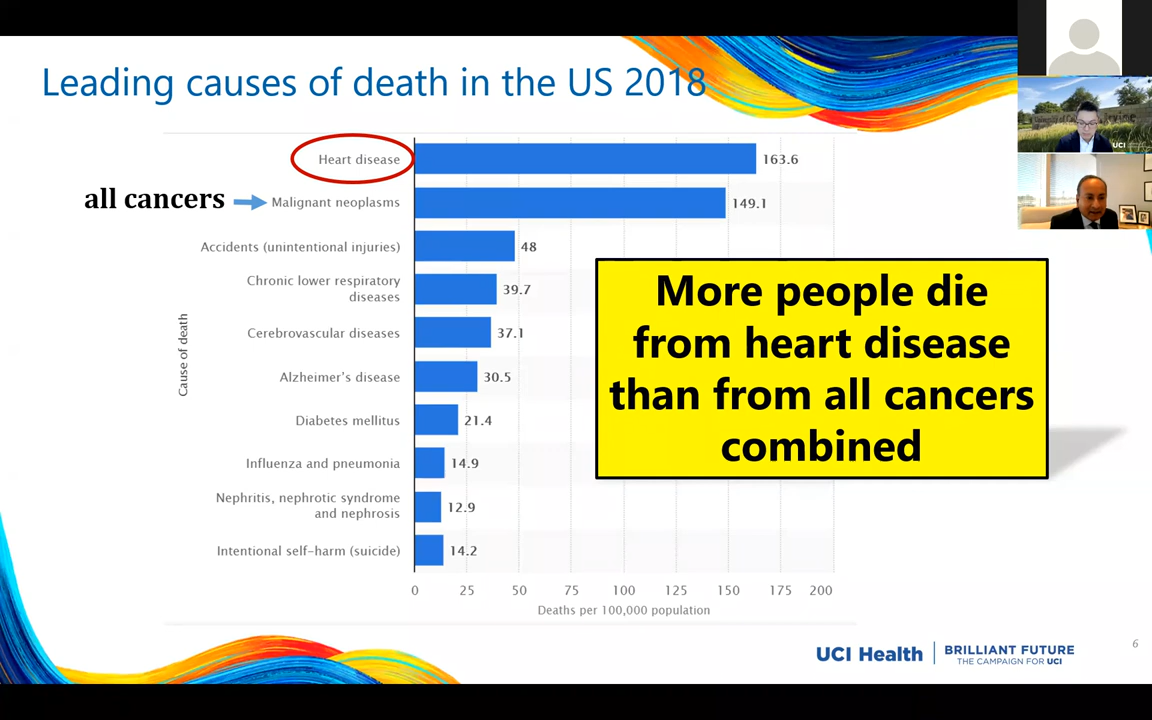 Leading causes of death in the US 2018
Heart disease
163.6
all cancers
Malignant neoplasms
149.1
Accidents (unintentional injuries)
48
Chronic lower respiratory
diseases
39.7
Cerebrovascular diseases
37.1
Alzheimer's disease
30.5
Diabetes mellitus
21.4
Influenza and pneumonia
14.9
Nephritis, nephrotic syndrome
and nephrosis
12.9
Intentional self-harm (suicide)
14.2
Cause of death
0 25 50 75 100 125 150 175 200
Deaths per 100,000 population
More people die
from heart disease
than from all cancers
combined
UCI Health
BRILLIANT FUTURE
THE CAMPAIGN FOR UCI
6
UCI